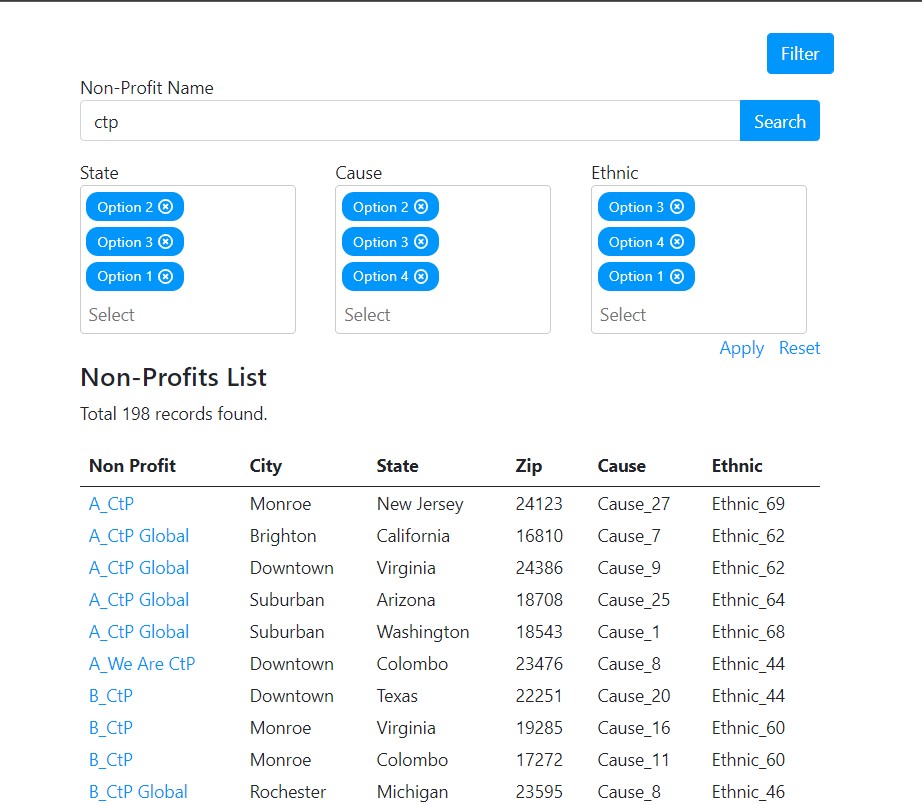 Filter
Non-Profit Name
ctp Search
State Cause Ethnic
Option 2 Option 2 Option 3
Option 3 Option 3 Option 4
Option 1 Option 4 Option 1
Select Select Select
Apply Reset
Non-Profits List
Total 198 records found.
Non Profit City State Zip Cause Ethnic
A_CtP Monroe New Jersey 24123 Cause_27 Ethnic_69
A_CtP Global Brighton California 16810 Cause_7 Ethnic_62
A_CtP Global Downtown Virginia 24386 Cause_9 Ethnic_62
A_CtP Global Suburban Arizona 18708 Cause_25 Ethnic_64
A_CtP Global Suburban Washington 18543 Cause_1 Ethnic_68
A_We Are CtP Downtown Colombo 23476 Cause_8 Ethnic_44
B_CtP Downtown Texas 22251 Cause_20 Ethnic_44
B_CtP Monroe Virginia 19285 Cause_16 Ethnic_60
B_CtP Monroe Colombo 17272 Cause_11 Ethnic_60
B_CtP Global Rochester Michigan 23595 Cause_8 Ethnic_46